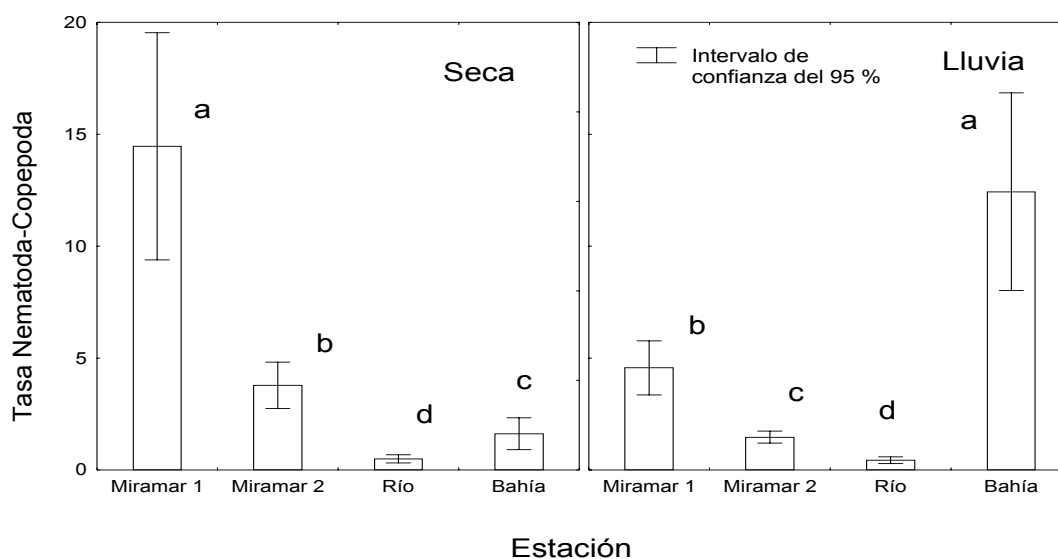 Tasa Nematoda-Copepoda
20
15
10
5
0
Seca
a
b
d
c
Miramar 1 Miramar 2 Río Bahía
Intervalo de
confianza del 95 %
Lluvia
b
c
d
a
Miramar 1 Miramar 2 Río Bahía
Estación